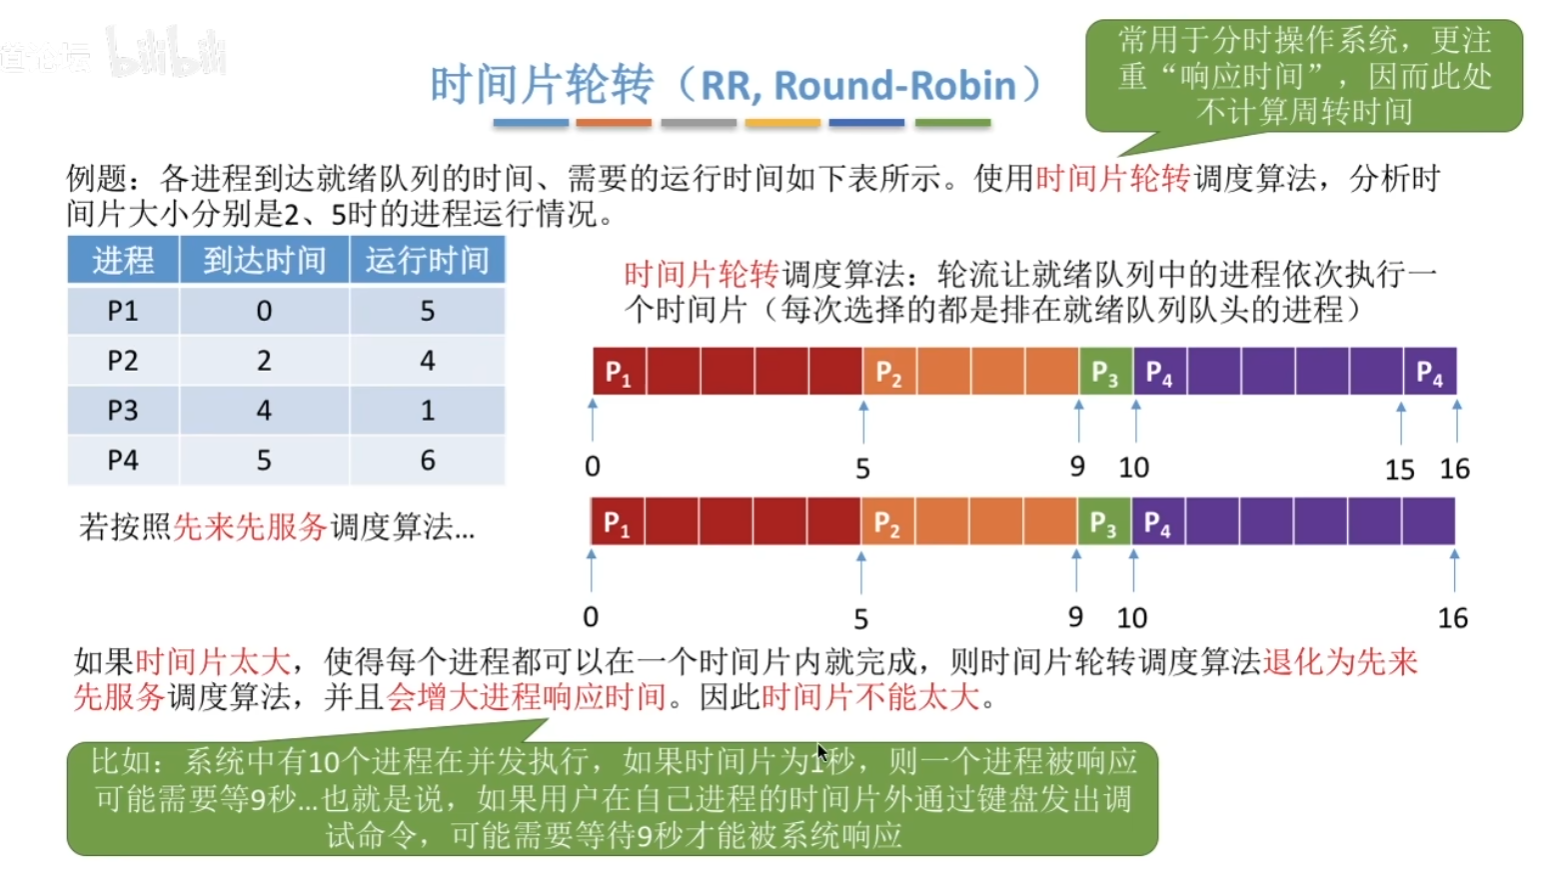 bilibili
时间片轮转（RR, Round-Robin）
常用于分时操作系统，更注
重“响应时间”，因而此处
不计算周转时间
例题：各进程到达就绪队列的时间、需要的运行时间如下表所示。使用时间片轮转调度算法，分析时
间片大小分别是2、5时的进程运行情况。
进程 到达时间 运行时间
P1 0 5
P2 2 4
P3 4 1
P4 5 6
时间片轮转调度算法：轮流让就绪队列中的进程依次执行一
个时间片（每次选择的都是排在就绪队列队头的进程）
P1 P2 P3 P4 P4
0 5 9 10 15 16
若按照先来先服务调度算法...
P1 P2 P3 P4
0 5 9 10 16
如果时间片太大，使得每个进程都可以在一个时间片内就完成，则时间片轮转调度算法退化为先来
先服务调度算法，并且会增大进程响应时间。因此时间片不能太大。
比如：系统中有10个进程在并发执行，如果时间片为1秒，则一个进程被响应
可能需要等9秒...也就是说，如果用户在自己进程的时间片外通过键盘发出调
试命令，可能需要等待9秒才能被系统响应